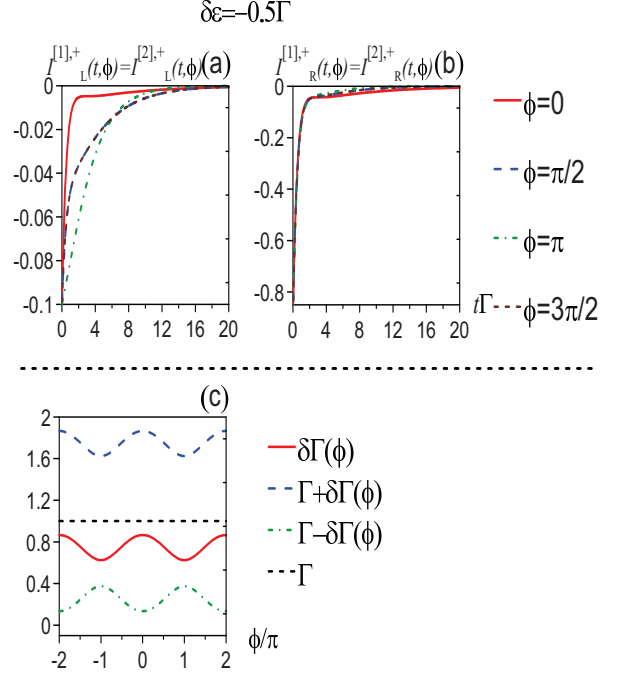 δε=−0.5Γ
I[1],+L(t,ϕ)=I[2],+L(t,ϕ) (a)
I[1],+R(t,ϕ)=I[2],+R(t,ϕ) (b)
0
-0.02
-0.04
-0.06
-0.08
-0.1
0 4 8 12 16 20
0
-0.2
-0.4
-0.6
-0.8
0 4 8 12 16 20
tΓ
ϕ=0
ϕ=π/2
ϕ=π
ϕ=3π/2
(c)
2
1.6
1.2
0.8
0.4
0
-2 -1 0 1 2
ϕ/π
δΓ(ϕ)
Γ+δΓ(ϕ)
Γ−δΓ(ϕ)
Γ